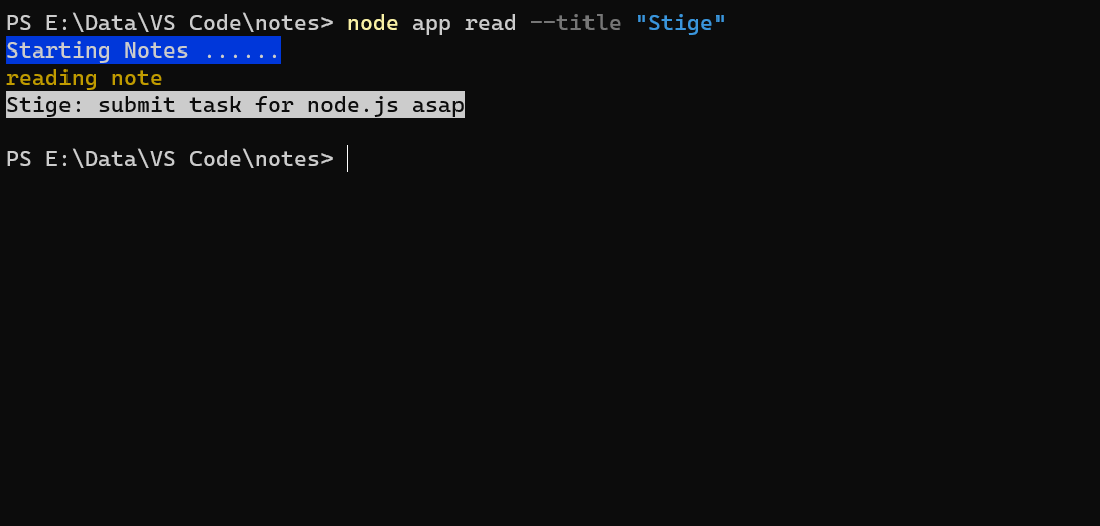 PS E:\Data\VS Code\notes> node app read --title "Stige"
Starting Notes ......
reading note
Stige: submit task for node.js asap
PS E:\Data\VS Code\notes>